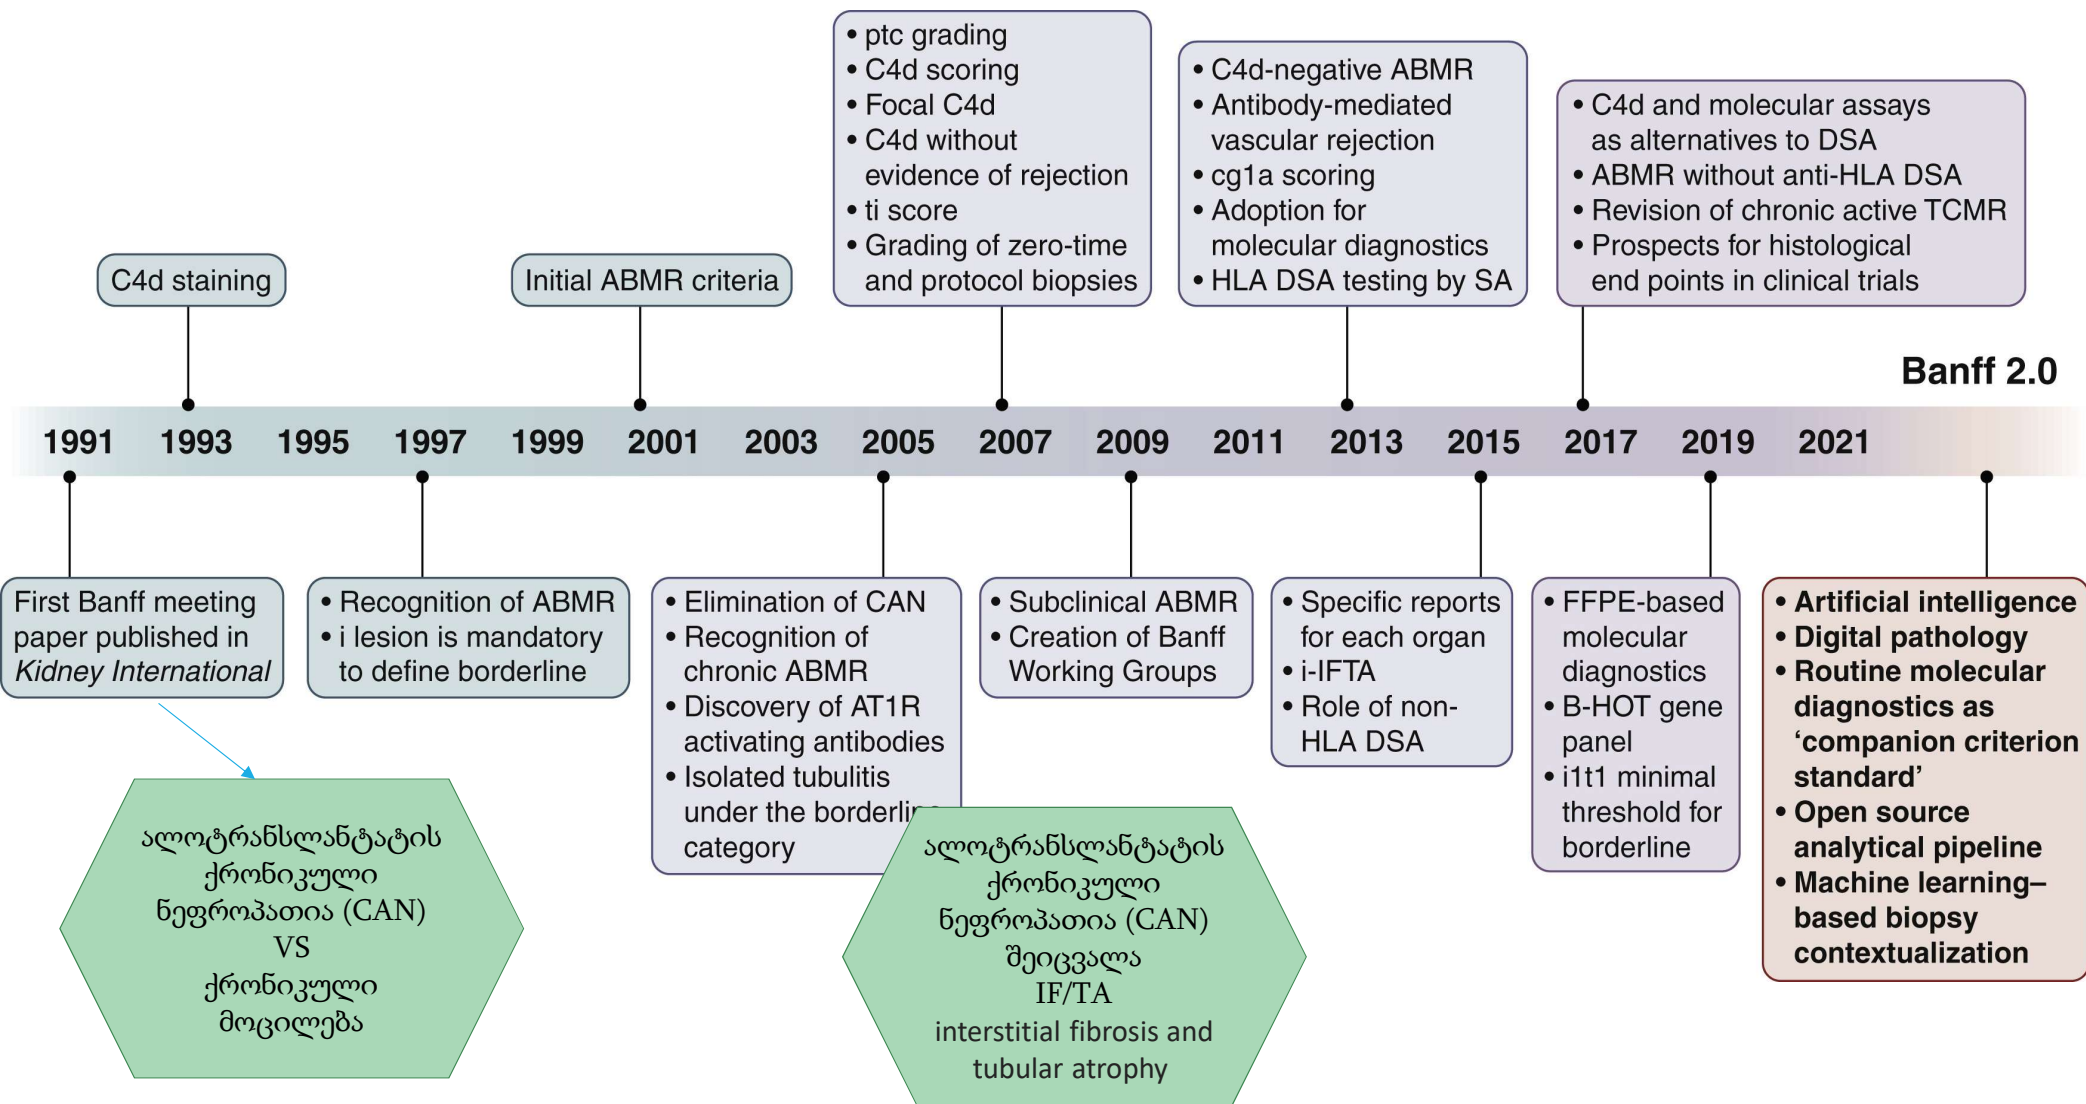 • ptc grading
• C4d scoring
• Focal C4d
• C4d without
evidence of rejection
• ti score
• Grading of zero-time
and protocol biopsies
• C4d-negative ABMR
• Antibody-mediated
vascular rejection
• cg1a scoring
• Adoption for
molecular diagnostics
• HLA DSA testing by SA
• C4d and molecular assays
as alternatives to DSA
• ABMR without anti-HLA DSA
• Revision of chronic active TCMR
• Prospects for histological
end points in clinical trials
C4d staining
Initial ABMR criteria
Banff 2.0
1991 1993 1995 1997 1999 2001 2003 2005 2007 2009 2011 2013 2015 2017 2019 2021
First Banff meeting
paper published in
Kidney International
• Recognition of ABMR
• i lesion is mandatory
to define borderline
• Elimination of CAN
• Recognition of
chronic ABMR
• Discovery of AT1R
activating antibodies
• Isolated tubulitis
under the borderline
category
• Subclinical ABMR
• Creation of Banff
Working Groups
• Specific reports
for each organ
• i-IFTA
• Role of non-
HLA DSA
• FFPE-based
molecular
diagnostics
• B-HOT gene
panel
• i1t1 minimal
threshold for
borderline
• Artificial intelligence
• Digital pathology
• Routine molecular
diagnostics as
‘companion criterion
standard’
• Open source
analytical pipeline
• Machine learning–
based biopsy
contextualization
ალოტრანსლანტატის
ქრონიკული
ნეფროპათია (CAN)
VS
ქრონიკული
მოცილება
ალოტრანსლანტატის
ქრონიკული
ნეფროპათია (CAN)
შეიცვალა
IF/TA
interstitial fibrosis and
tubular atrophy